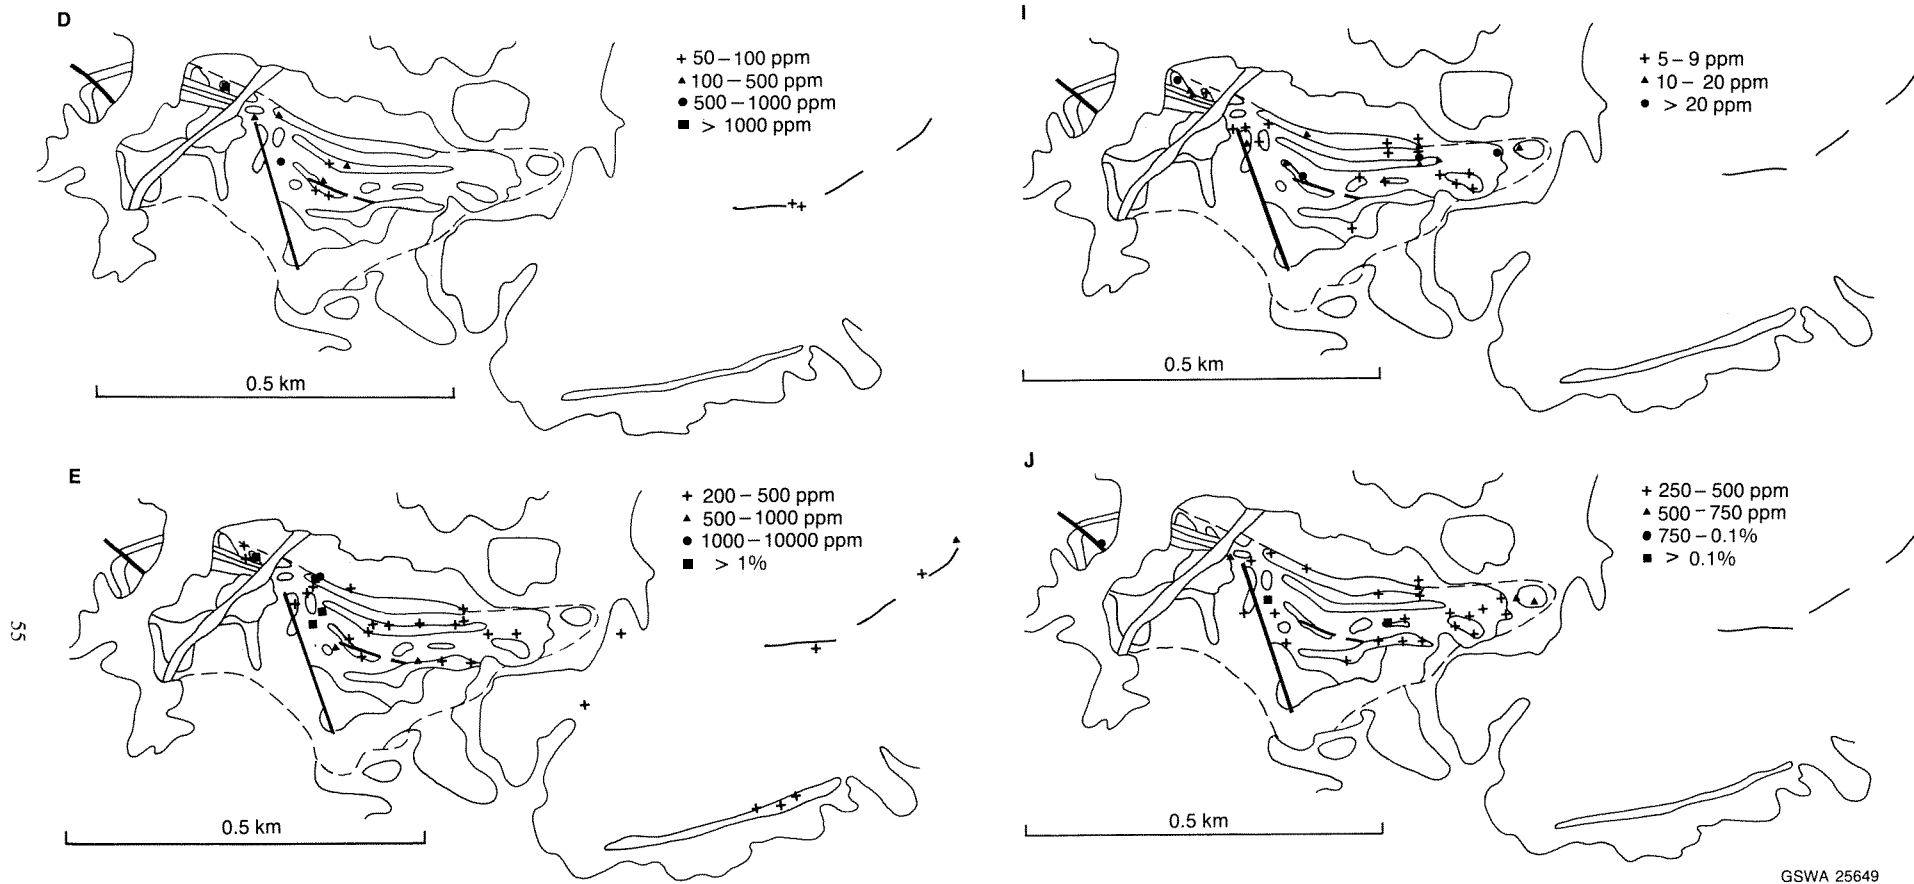 D
+ 50 – 100 ppm
▲ 100 – 500 ppm
● 500 – 1000 ppm
■ > 1000 ppm
0.5 km
I
+ 5 – 9 ppm
▲ 10 – 20 ppm
● > 20 ppm
0.5 km
E
+ 200 – 500 ppm
▲ 500 – 1000 ppm
● 1000 – 10000 ppm
■ > 1%
0.5 km
J
+ 250 – 500 ppm
▲ 500 – 750 ppm
● 750 – 0.1%
■ > 0.1%
0.5 km
55
GSWA 25649